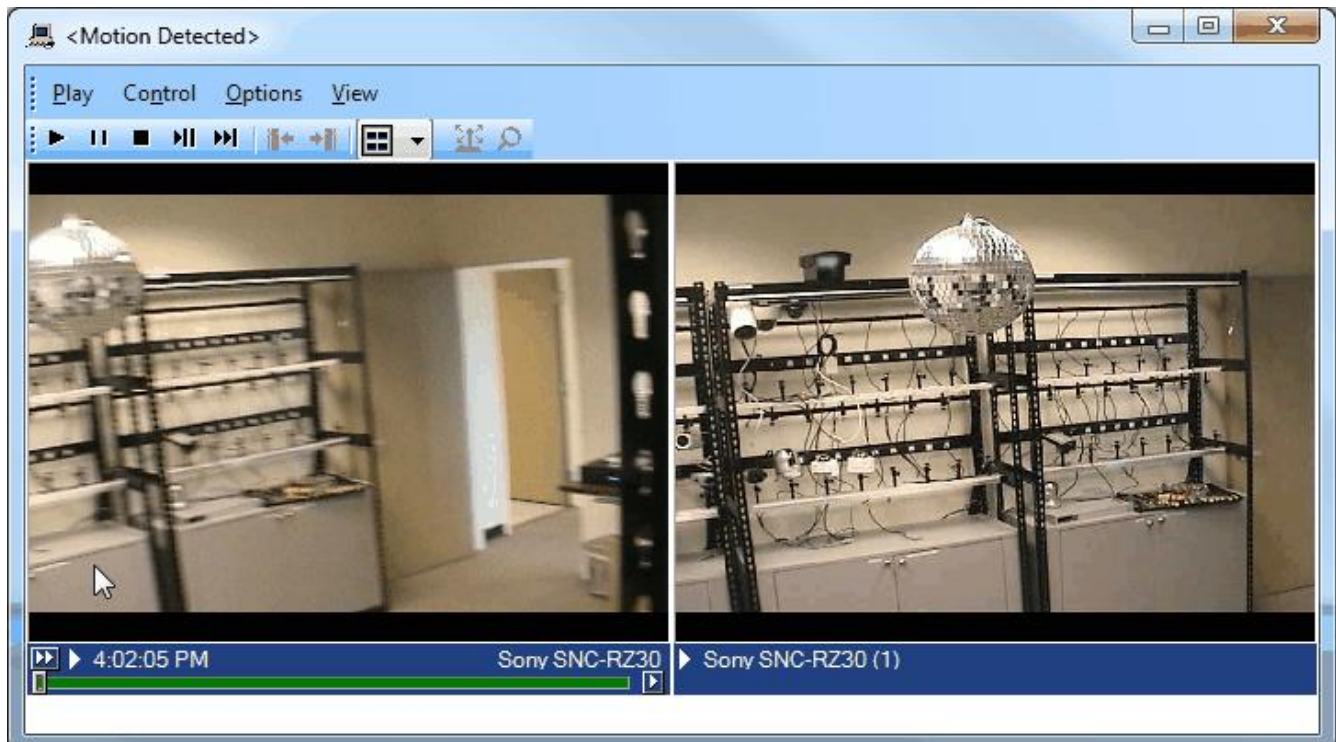 <Motion Detected>
Play Control Options View
4:02:05 PM Sony SNC-RZ30
Sony SNC-RZ30 (1)